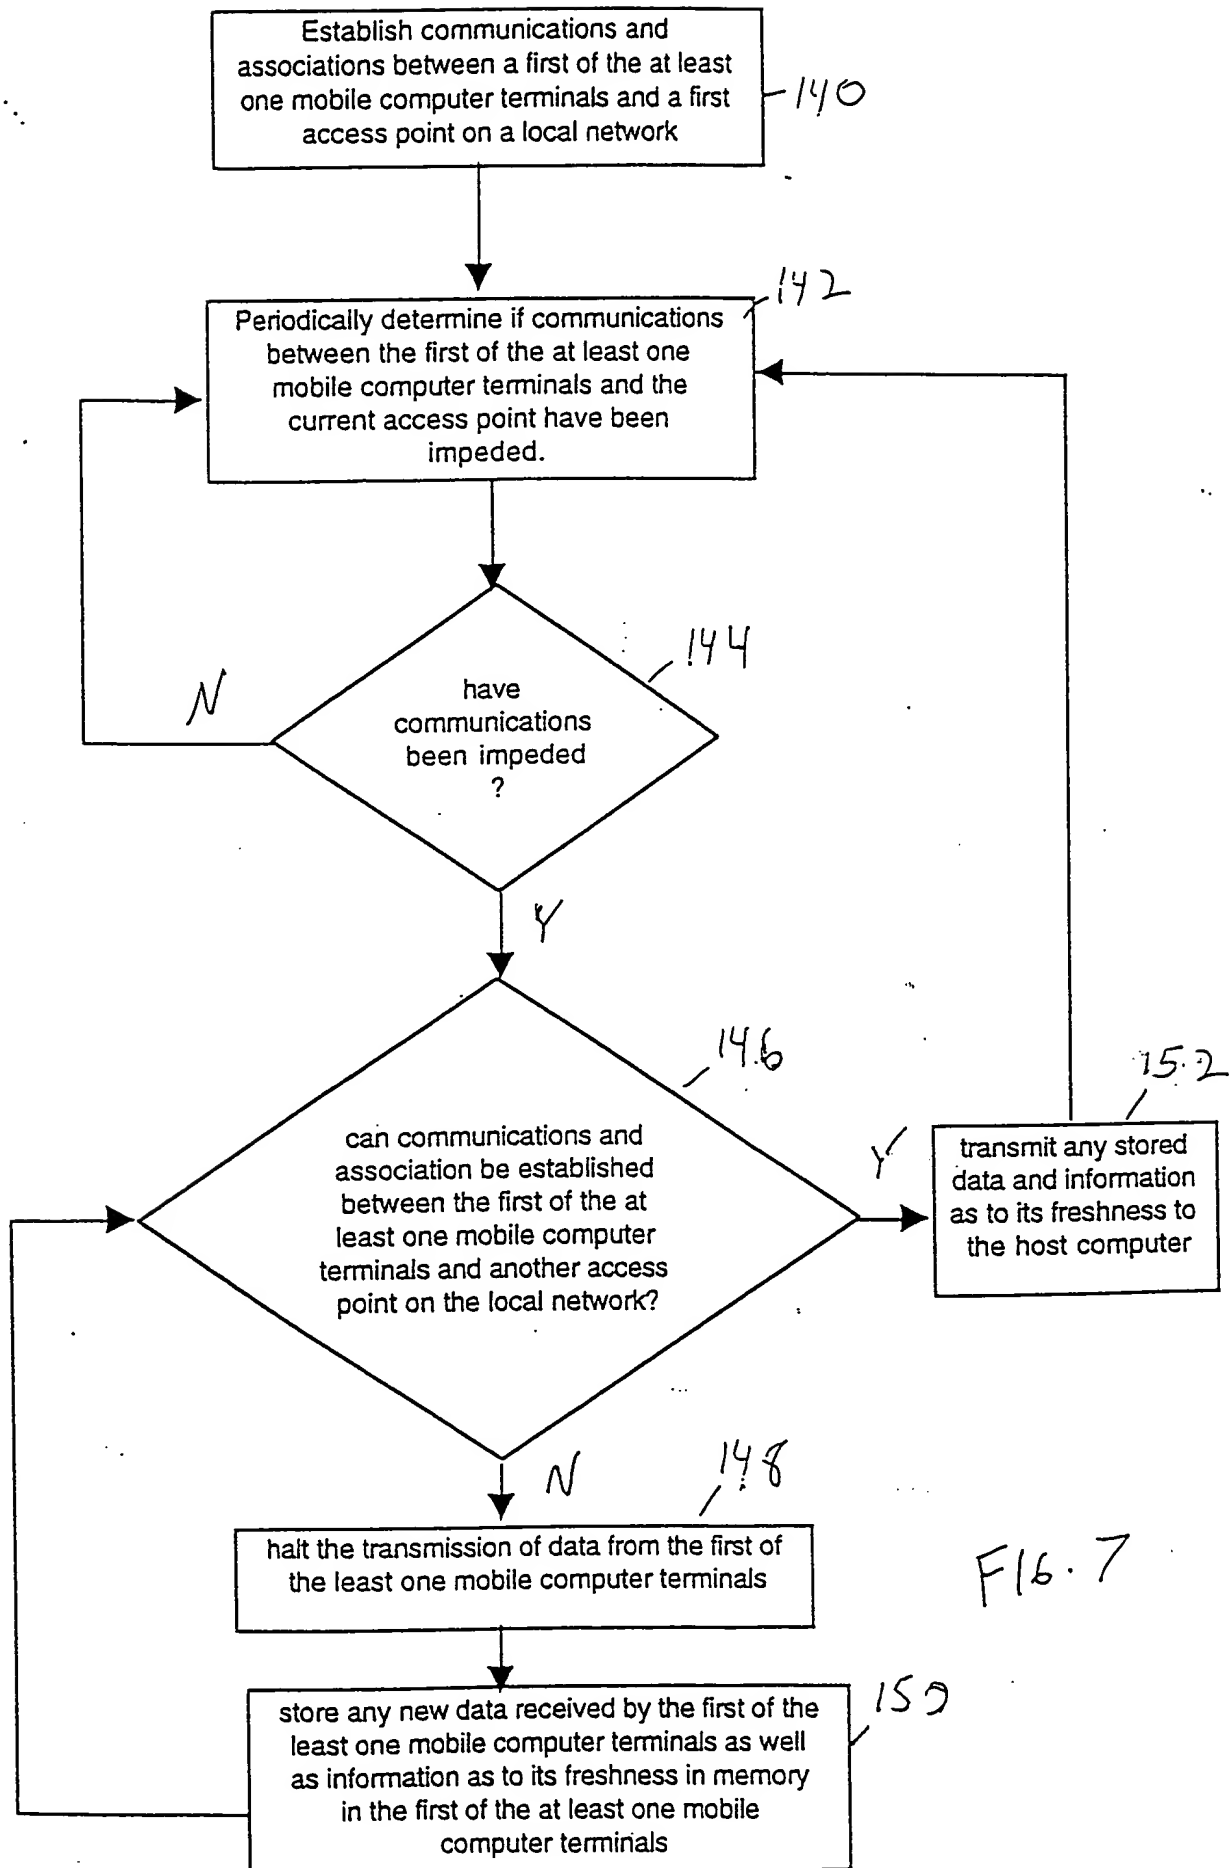 Establish communications and
associations between a first of the at least
one mobile computer terminals and a first
access point on a local network
140
142
Periodically determine if communications
between the first of the at least one
mobile computer terminals and the
current access point have been
impeded.
144
N
have
communications
been impeded
?
Y
146
152
can communications and
association be established
between the first of the at
least one mobile computer
terminals and another access
point on the local network?
Y
transmit any stored
data and information
as to its freshness to
the host computer
N
148
halt the transmission of data from the first of
the least one mobile computer terminals
FIG. 7
150
store any new data received by the first of the
least one mobile computer terminals as well
as information as to its freshness in memory
in the first of the at least one mobile
computer terminals